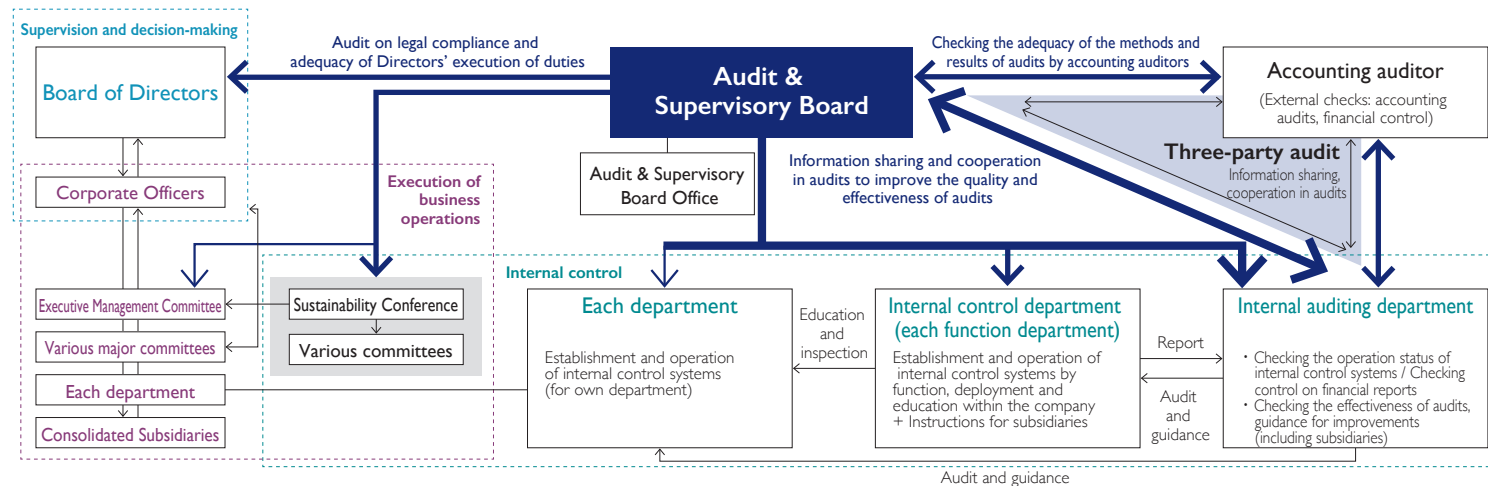 Supervision and decision-making
Board of Directors
Corporate Officers
Execution of
business
operations
Executive Management Committee
Various major committees
Each department
Consolidated Subsidiaries
Sustainability Conference
Various committees
Audit on legal compliance and
adequacy of Directors’ execution of duties
Audit &
Supervisory Board
Audit & Supervisory
Board Office
Checking the adequacy of the methods and
results of audits by accounting auditors
Accounting auditor
(External checks: accounting
audits, financial control)
Three-party audit
Information sharing,
cooperation in audits
Information sharing and cooperation
in audits to improve the quality and
effectiveness of audits
Internal control
Each department
Establishment and operation
of internal control systems
(for own department)
Education
and
inspection
Internal control department
(each function department)
Establishment and operation of
internal control systems by
function, deployment and
education within the company
+ Instructions for subsidiaries
Report
Audit
and
guidance
Internal auditing department
・Checking the operation status of
internal control systems / Checking
control on financial reports
・Checking the effectiveness of audits,
guidance for improvements
(including subsidiaries)
Audit and guidance